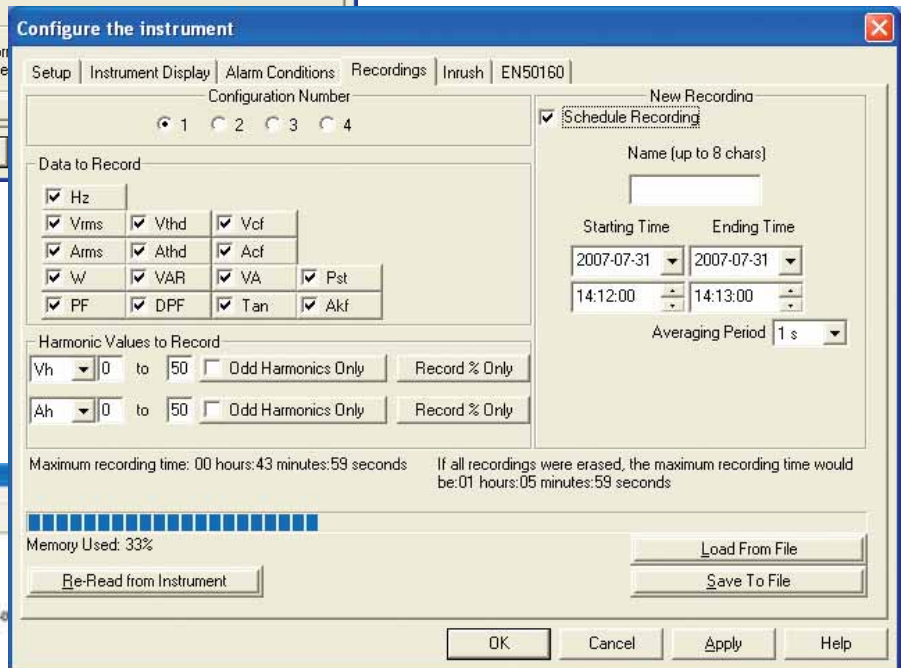 Configure the instrument
Setup Instrument Display Alarm Conditions Recordings Inrush EN50160
Configuration Number
1 2 3 4
Data to Record
Hz
Vrms Vthd Vcf
Arms Athd Acf
W VAR VA Pst
PF DPF Tan Akf
Harmonic Values to Record
Vh 0 to 50 Odd Harmonics Only Record % Only
Ah 0 to 50 Odd Harmonics Only Record % Only
New Recording
Schedule Recording
Name (up to 8 chars)
Starting Time Ending Time
2007-07-31 2007-07-31
14:12:00 14:13:00
Averaging Period 1 s
Maximum recording time: 00 hours:43 minutes:59 seconds
If all recordings were erased, the maximum recording time would
be:01 hours:05 minutes:59 seconds
Memory Used: 33%
Load From File
Re-Read from Instrument
Save To File
OK Cancel Apply Help